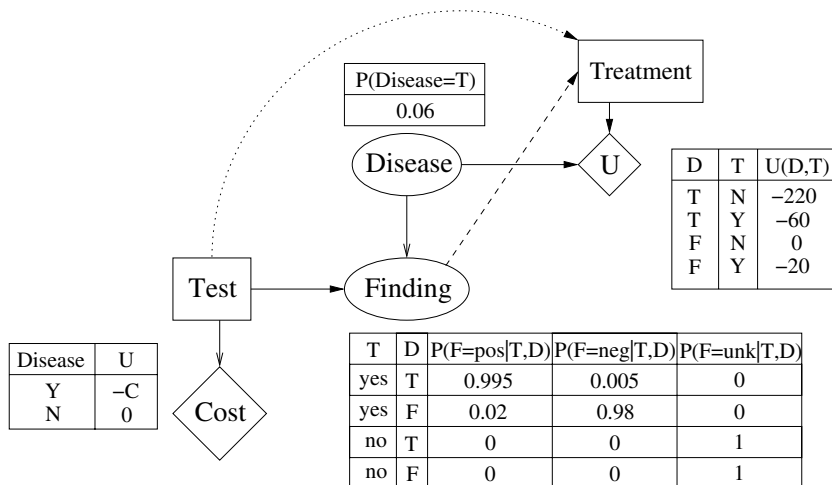 Treatment
P(Disease=T)
0.06
Disease
U
D T U(D,T)
T N −220
T Y −60
F N 0
F Y −20
Test
Finding
Disease U
Y −C
N 0
Cost
T D P(F=pos|T,D) P(F=neg|T,D) P(F=unk|T,D)
yes T 0.995 0.005 0
yes F 0.02 0.98 0
no T 0 0 1
no F 0 0 1